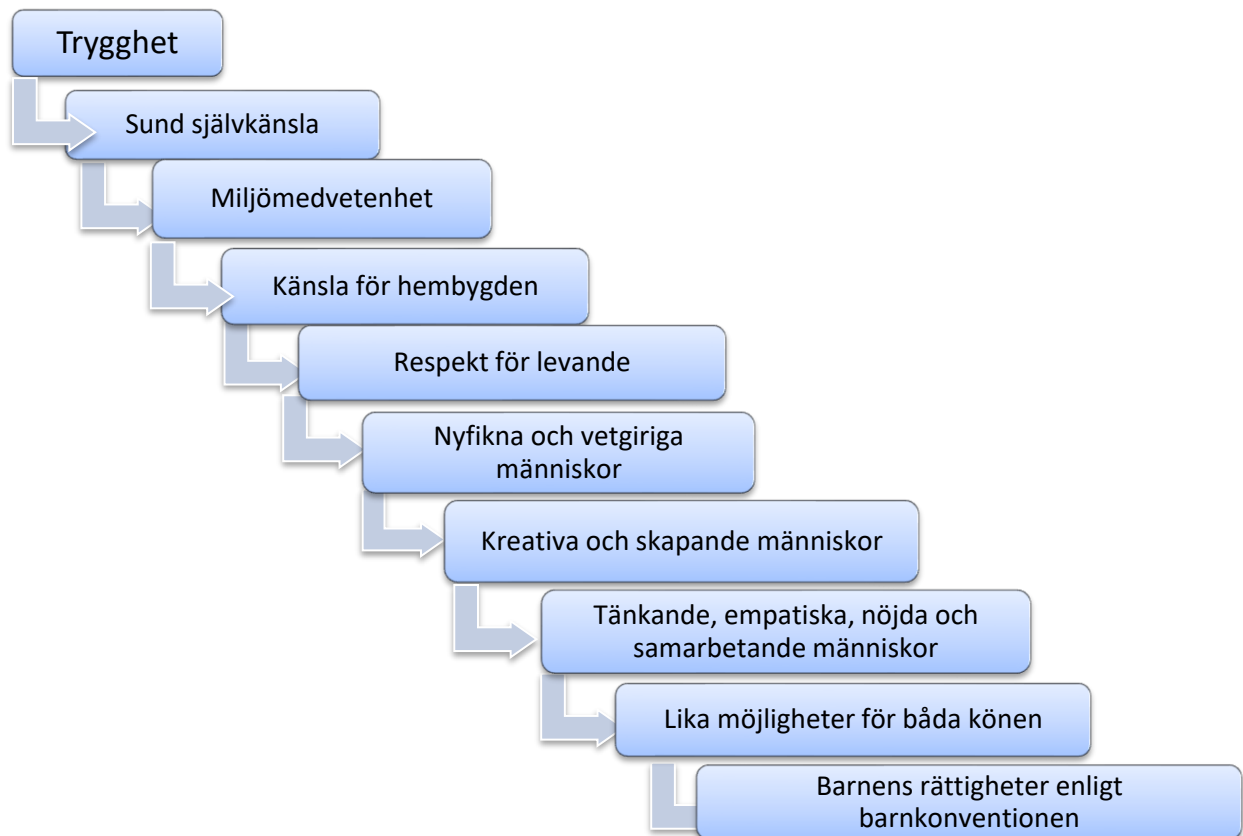 Trygghet
Sund självkänsla
Miljömedvetenhet
Känsla för hembygden
Respekt för levande
Nyfikna och vetgiriga
människor
Kreativa och skapande människor
Tänkande, empatiska, nöjda och
samarbetande människor
Lika möjligheter för båda könen
Barnens rättigheter enligt
barnkonventionen